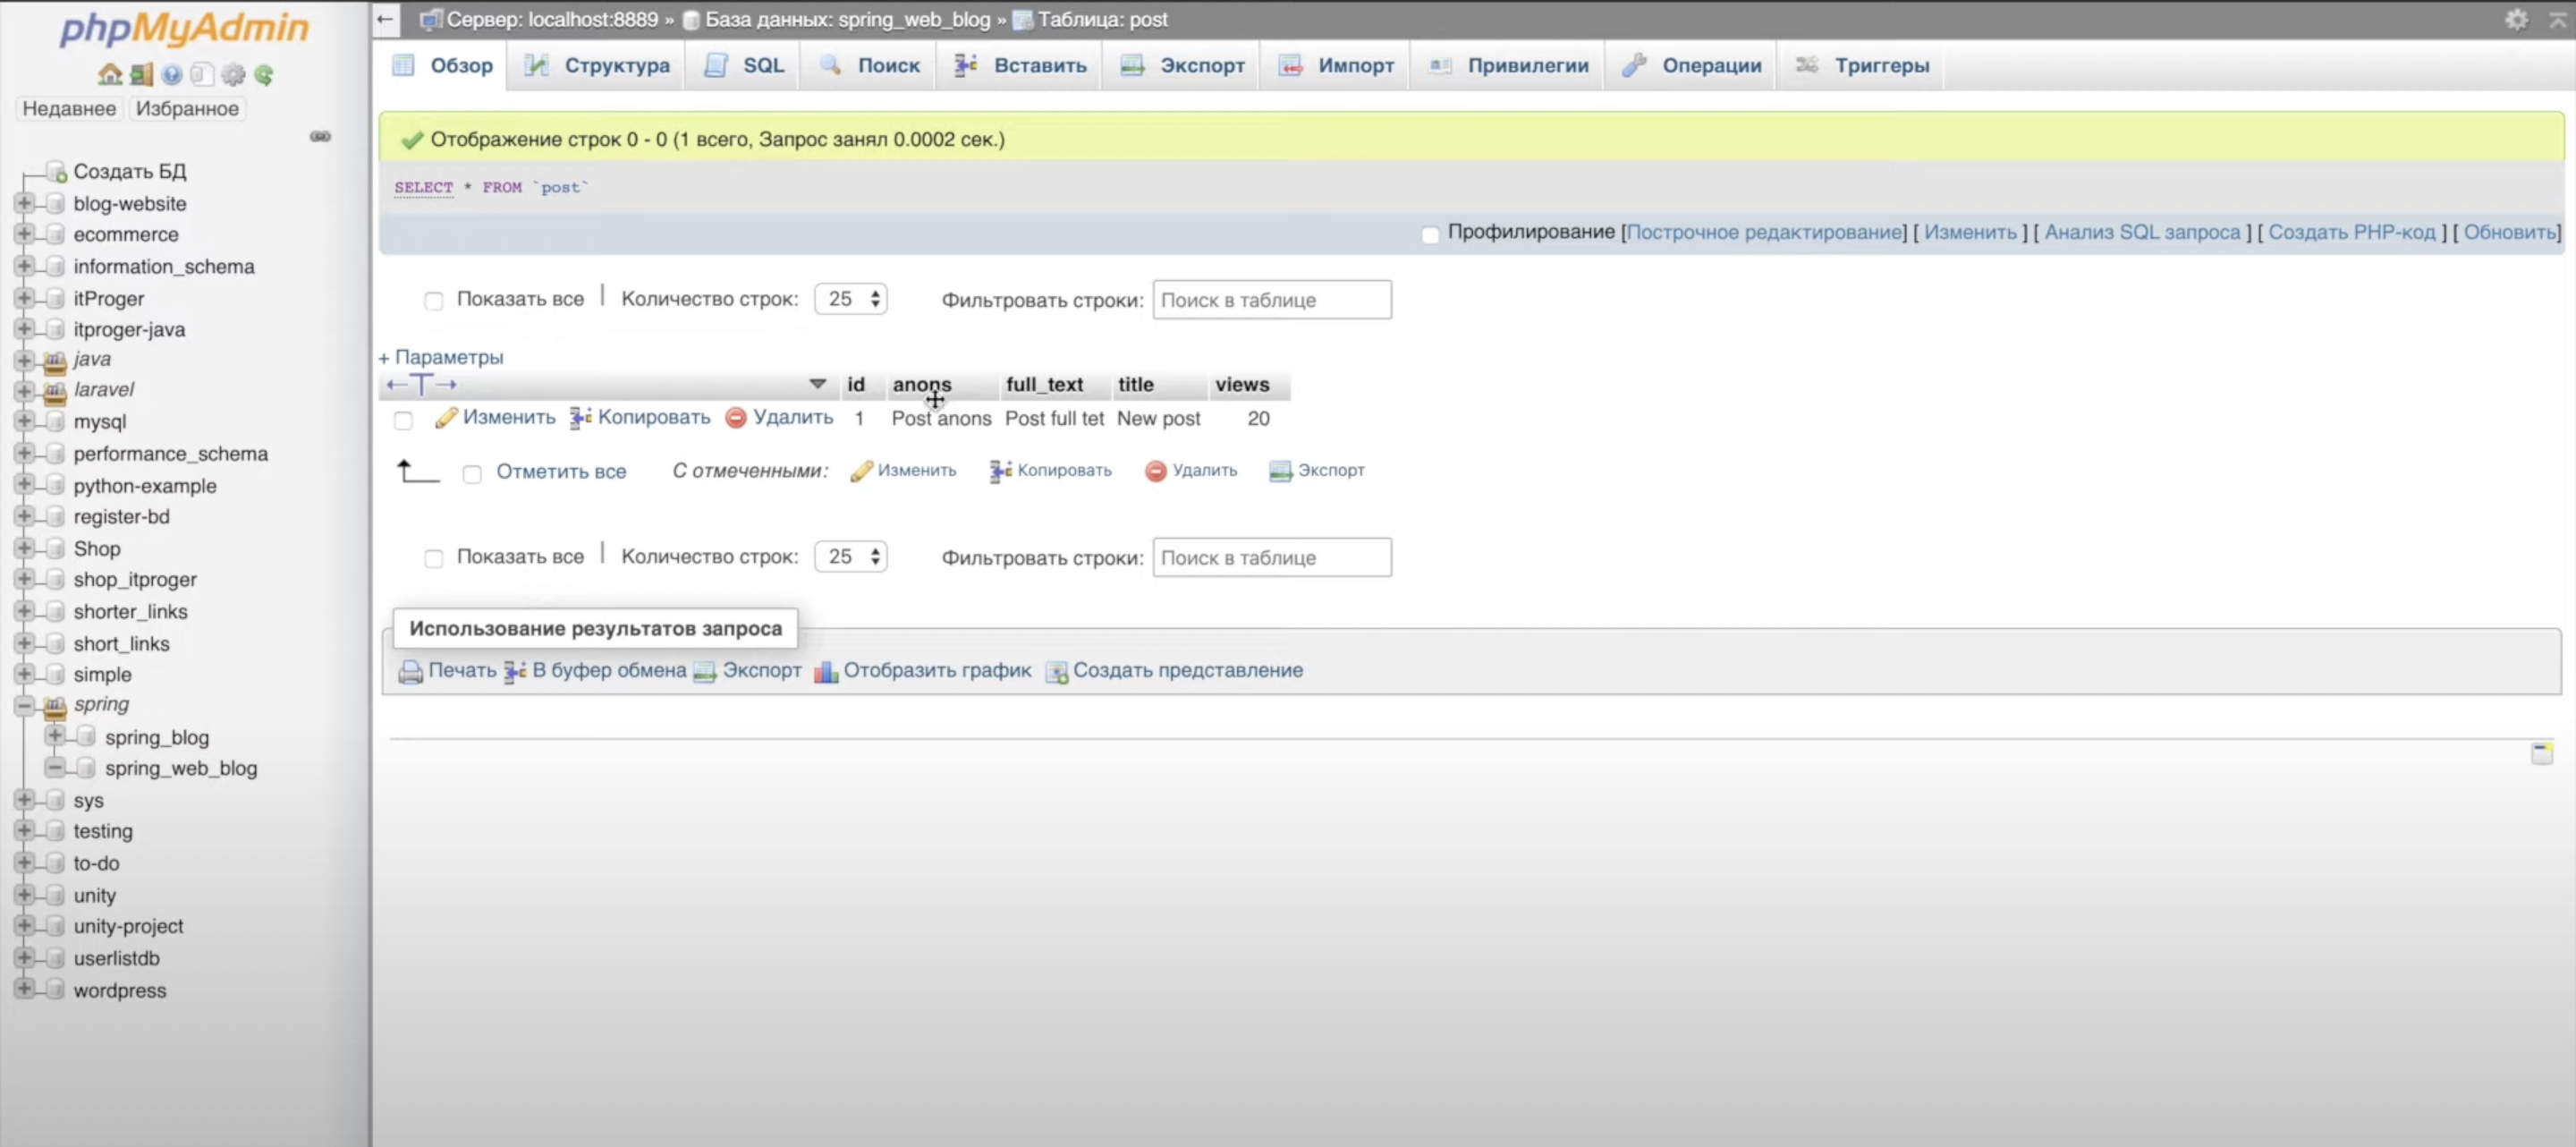 phpMyAdmin
Недавнее Избранное
Создать БД
blog-website
ecommerce
information_schema
itProger
itproger-java
java
laravel
mysql
performance_schema
python-example
register-bd
Shop
shop_itproger
shorter_links
short_links
simple
spring
spring_blog
spring_web_blog
sys
testing
to-do
unity
unity-project
userlistdb
wordpress
Сервер: localhost:8889 » База данных: spring_web_blog » Таблица: post
Обзор Структура SQL Поиск Вставить Экспорт Импорт Привилегии Операции Триггеры
Отображение строк 0 - 0 (1 всего, Запрос занял 0.0002 сек.)
SELECT * FROM `post`
Профилирование [Построчное редактирование] [ Изменить ] [ Анализ SQL запроса ] [ Создать PHP-код ] [ Обновить]
Показать все | Количество строк: 25 Фильтровать строки: Поиск в таблице
+ Параметры
←T→ id anons full_text title views
Изменить Копировать Удалить 1 Post anons Post full tet New post 20
Отметить все С отмеченными: Изменить Копировать Удалить Экспорт
Показать все | Количество строк: 25 Фильтровать строки: Поиск в таблице
Использование результатов запроса
Печать В буфер обмена Экспорт Отобразить график Создать представление